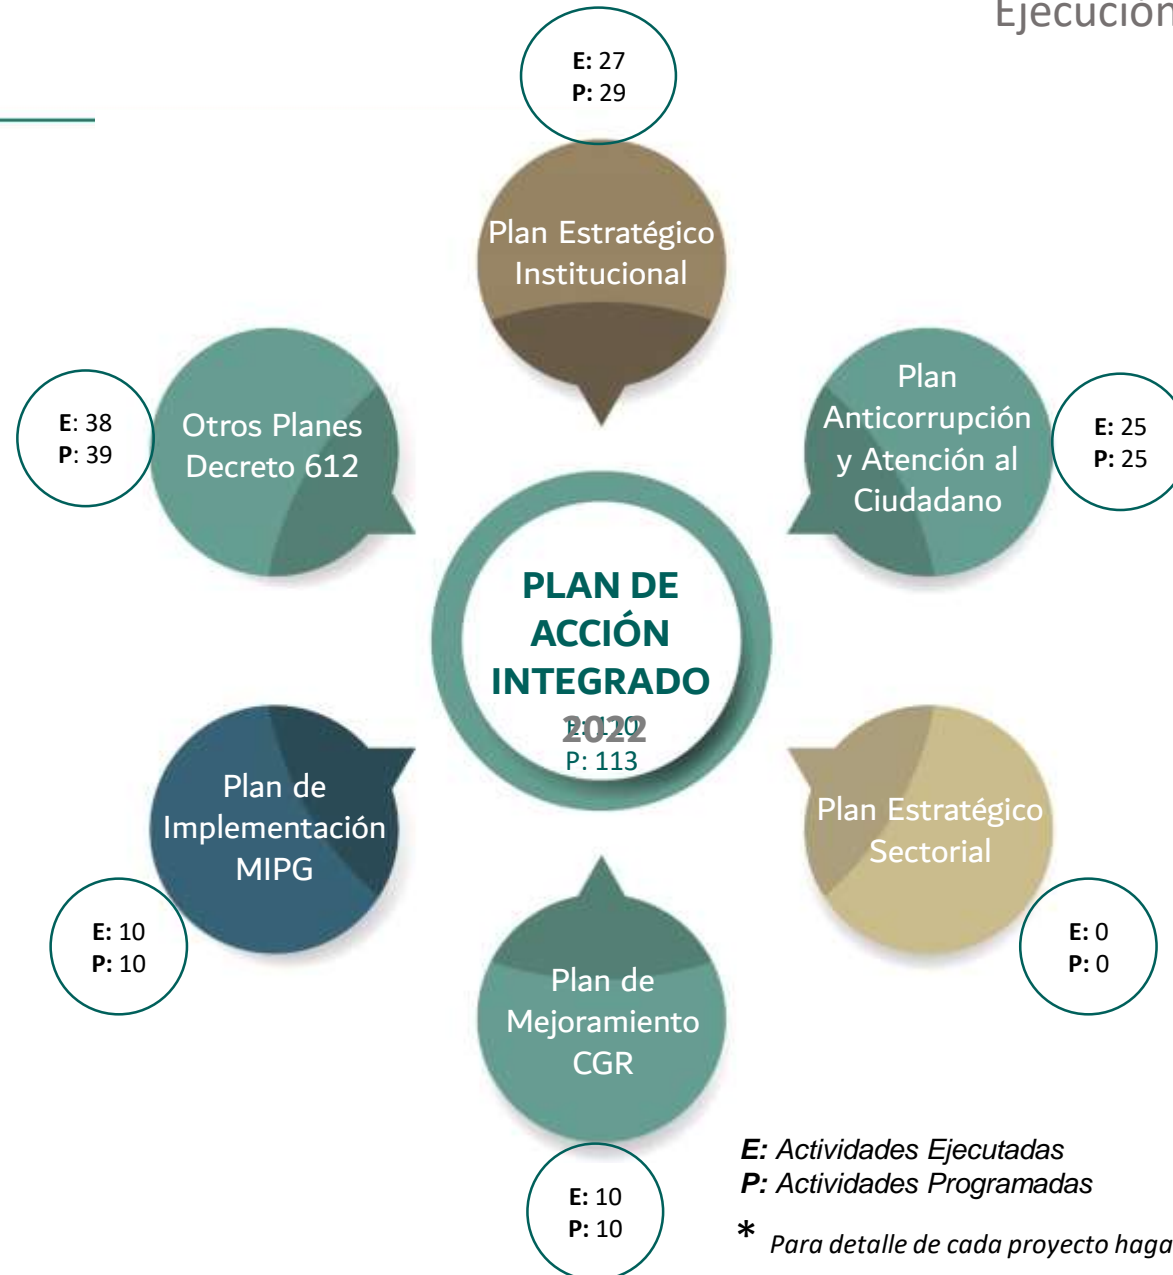 Ejecución
E: 27
P: 29
Plan Estratégico
Institucional
Plan
Anticorrupción
y Atención al
Ciudadano
E: 25
P: 25
E: 38
P: 39
Otros Planes
Decreto 612
PLAN DE
ACCIÓN
INTEGRADO
2022
E: 110
P: 113
Plan de
Implementación
MIPG
E: 10
P: 10
Plan Estratégico
Sectorial
E: 0
P: 0
Plan de
Mejoramiento
CGR
E: 10
P: 10
E: Actividades Ejecutadas
P: Actividades Programadas
* Para detalle de cada proyecto haga